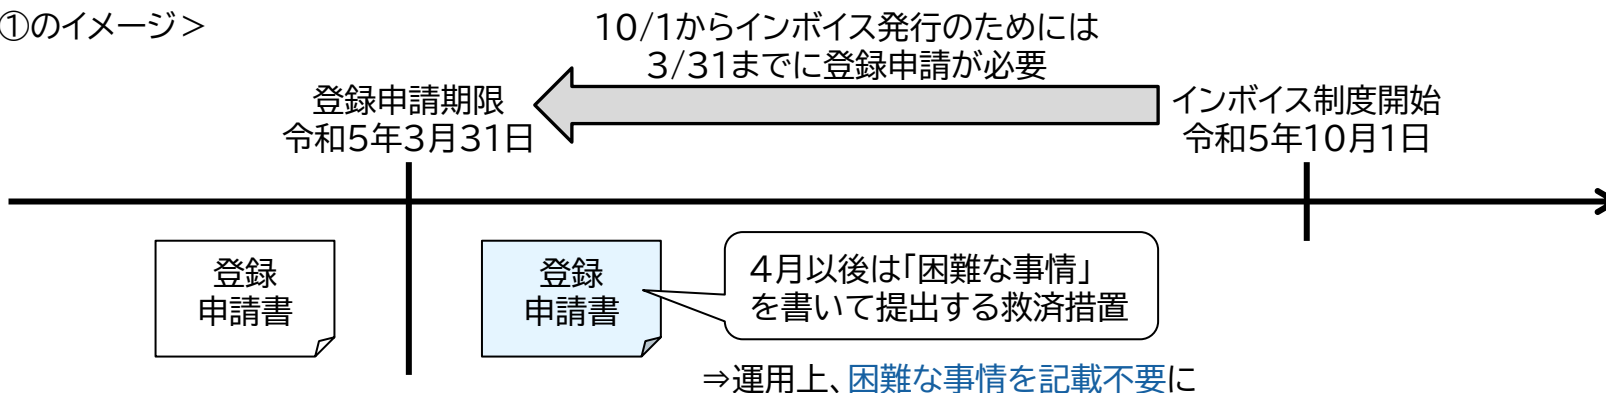 ①のイメージ＞
10/1からインボイス発行のためには
3/31までに登録申請が必要
登録申請期限
令和5年3月31日
インボイス制度開始
令和5年10月1日
登録
申請書
登録
申請書
4月以後は「困難な事情」
を書いて提出する救済措置
⇒運用上、困難な事情を記載不要に